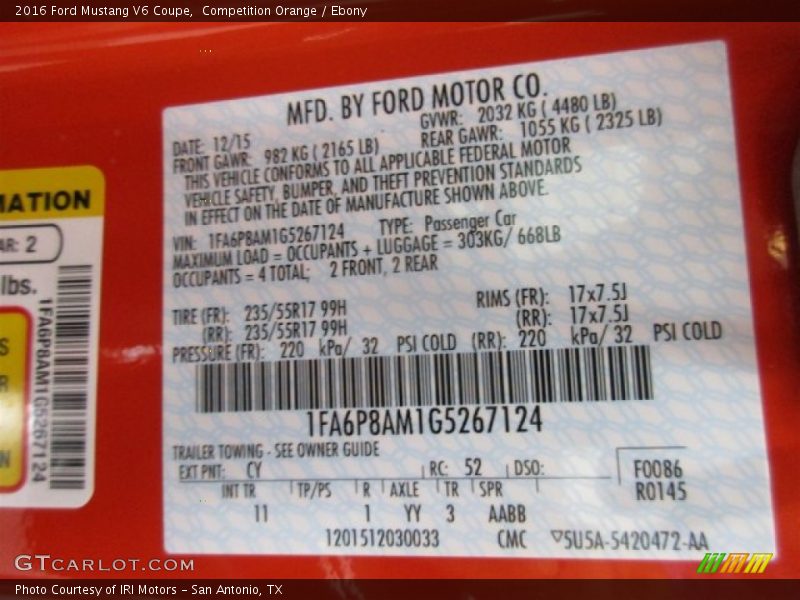 2016 Ford Mustang V6 Coupe, Competition Orange / Ebony
MFD. BY FORD MOTOR CO.
DATE: 12/15 GVWR: 2032 KG ( 4480 LB)
FRONT GAWR: 982 KG ( 2165 LB) REAR GAWR: 1055 KG ( 2325 LB)
THIS VEHICLE CONFORMS TO ALL APPLICABLE FEDERAL MOTOR
VEHICLE SAFETY, BUMPER, AND THEFT PREVENTION STANDARDS
IN EFFECT ON THE DATE OF MANUFACTURE SHOWN ABOVE.
VIN: 1FA6P8AM1G5267124 TYPE: Passenger Car
MAXIMUM LOAD = OCCUPANTS + LUGGAGE = 303KG/ 668LB
OCCUPANTS = 4 TOTAL; 2 FRONT, 2 REAR
TIRE (FR): 235/55R17 99H RIMS (FR): 17x7.5J
(RR): 235/55R17 99H (RR): 17x7.5J
PRESSURE (FR): 220 kPa/ 32 PSI COLD (RR): 220 kPa/ 32 PSI COLD
1FA6P8AM1G5267124
TRAILER TOWING - SEE OWNER GUIDE
EXT PNT: CY RC: 52 DSO: F0086
R0145
INT TR TP/PS R AXLE TR SPR
11 1 YY 3 AABB
1201512030033 CMC ▽5U5A-5420472-AA
MATION
AR: 2
lbs.
1FA6P8AM1G5267124
S
R
N
GTCARLOT.COM
Photo Courtesy of IRI Motors – San Antonio, TX